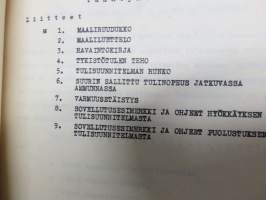 Liitteet
M 1. MAALIRUUDUKKO
2. MAALILUETTELO
3. HAVAINTOKIRJA
4. TYKISTÖTULEN TEHO
5. TULISUUNNITELMAN RUNKO
6. SUURIN SALLITTU TULINOPEUS JATKUVASSA
AMMUNNASSA
7. VARMUUSETÄISYYS
8. SOVELLUTUSESIMERKKI JA OHJEET HYÖKKÄYKSEN
TULISUUNNITELMASTA
9. SOVELLUTUSESIMERKKI JA OHJEET PUOLUSTUKSEN
TULISUUNNITELMASTA